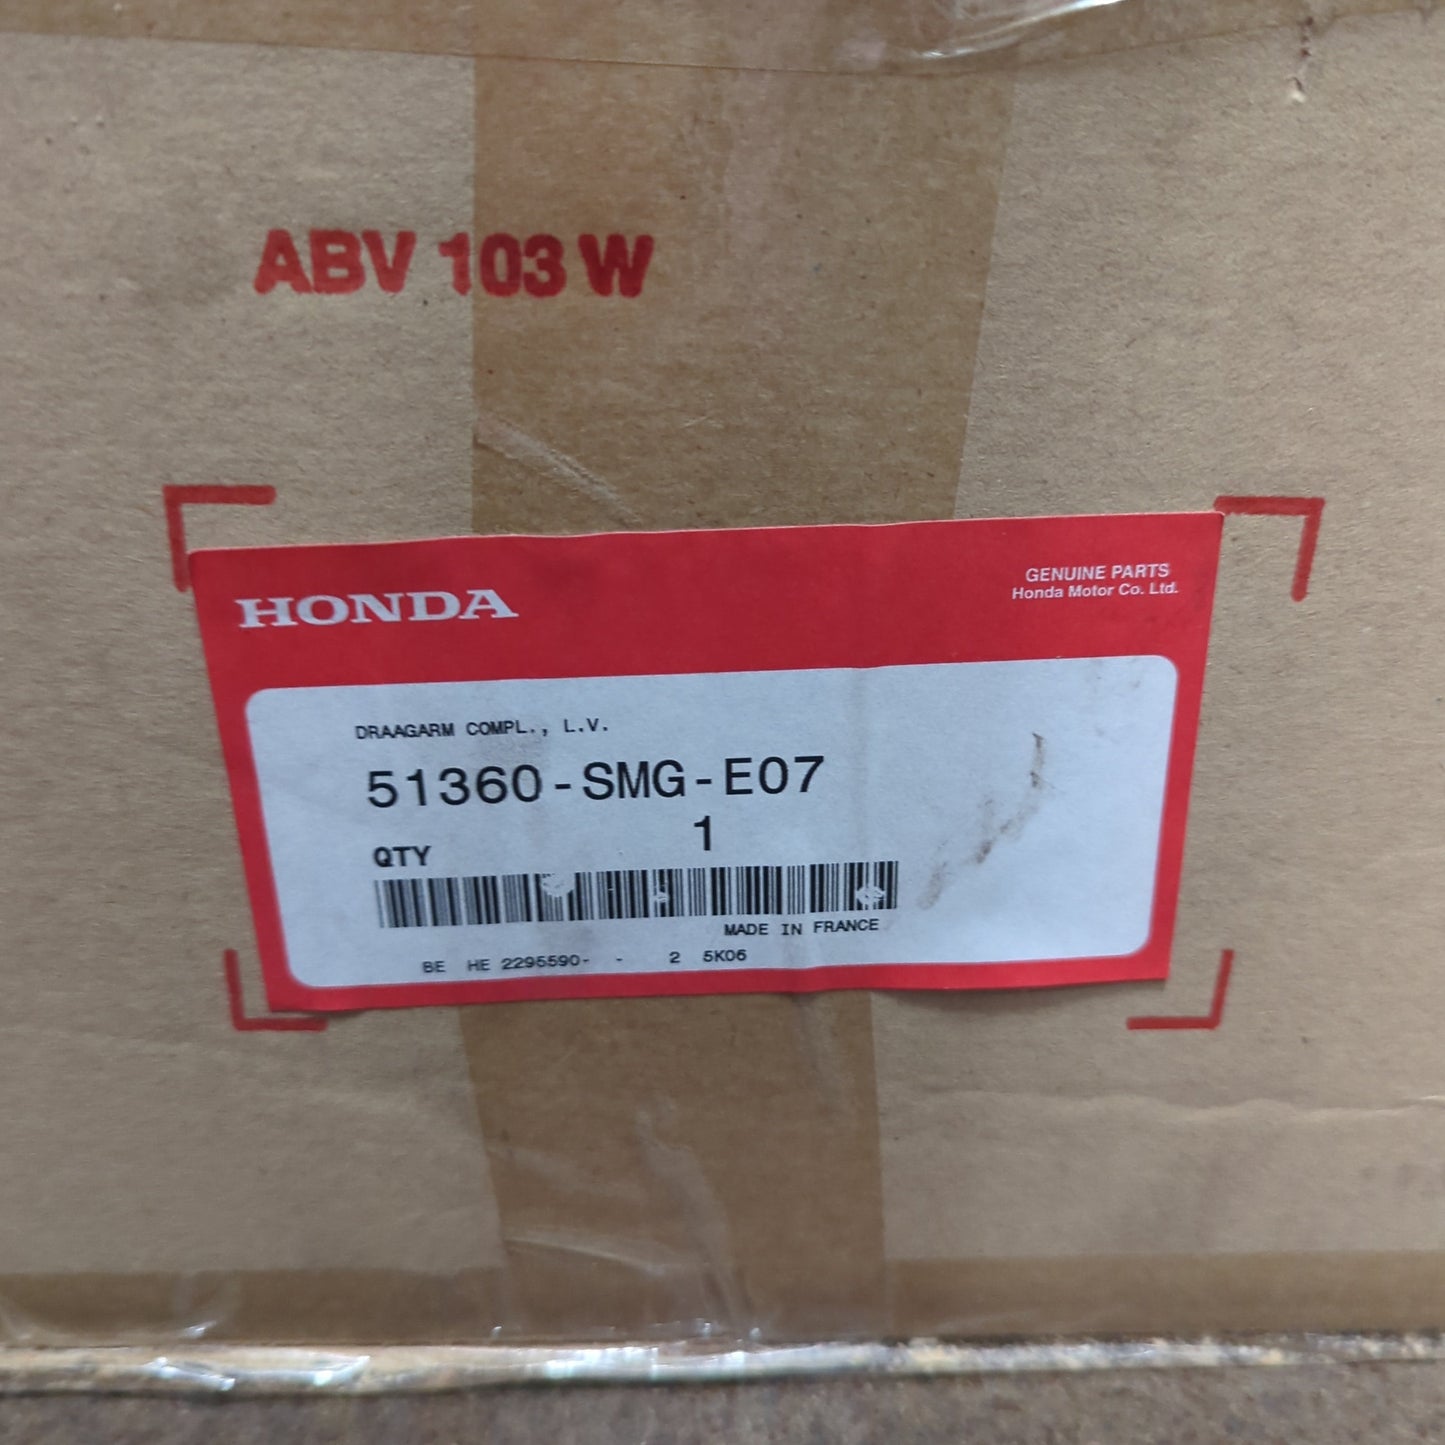 ABV 103 W
HONDA
GENUINE PARTS
Honda Motor Co. Ltd.
DRAAGARM COMPL., L.V.
51360-SMG-E07
QTY 1
MADE IN FRANCE
BE HE 2295590- - 2 5K06